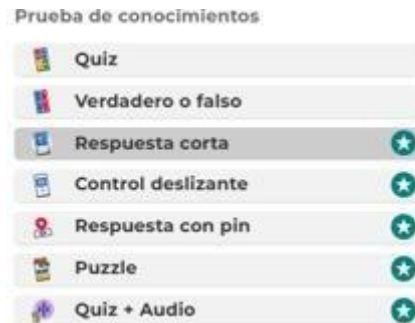 Prueba de conocimientos
Quiz
Verdadero o falso
Respuesta corta
Control deslizante
Respuesta con pin
Puzzle
Quiz + Audio